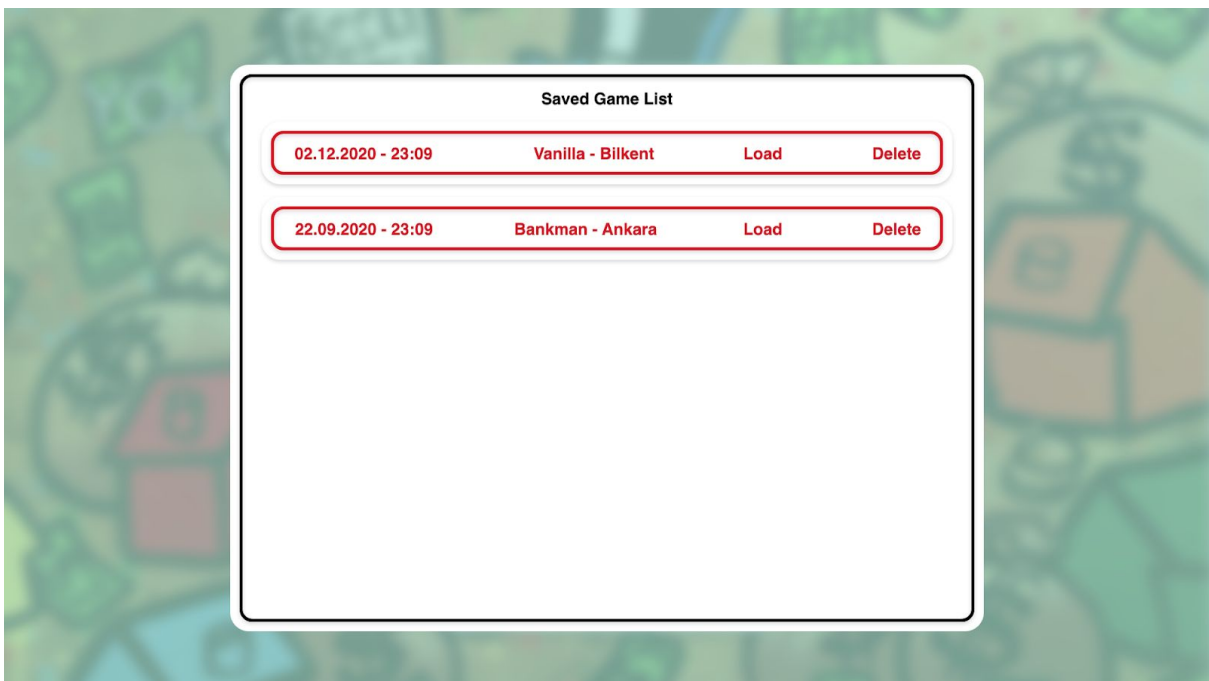 Saved Game List
02.12.2020 - 23:09 Vanilla - Bilkent Load Delete
22.09.2020 - 23:09 Bankman - Ankara Load Delete